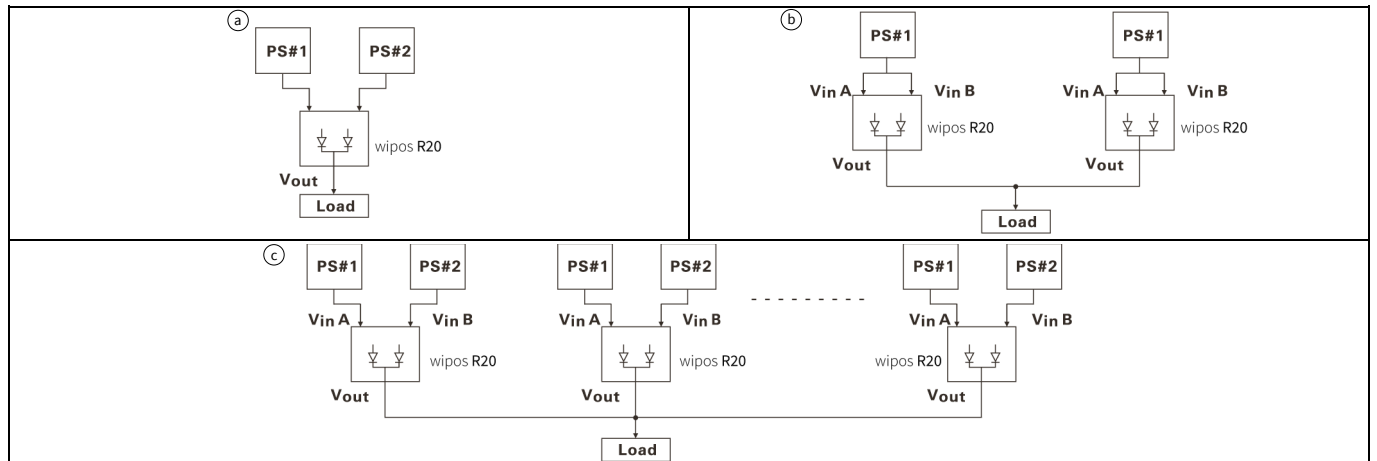 a
PS#1 PS#2
wipos R20
Vout
Load
b
PS#1 PS#1
Vin A Vin B Vin A Vin B
wipos R20 wipos R20
Vout Vout
Load
c
PS#1 PS#2 PS#1 PS#2 PS#1 PS#2
Vin A Vin B Vin A Vin B Vin A Vin B
wipos R20 wipos R20 wipos R20
Vout Vout Vout
Load